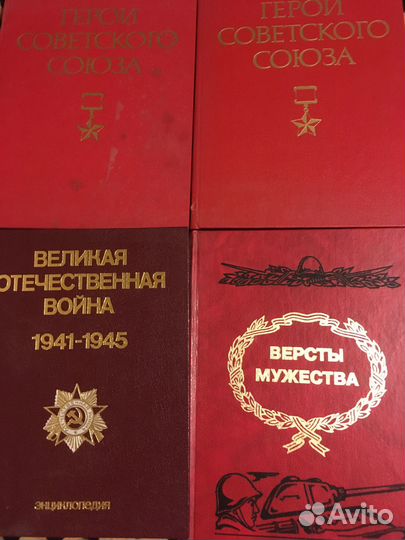 ГЕРОИ
СОВЕТСКОГО
СОЮЗА
ГЕРОИ
СОВЕТСКОГО
СОЮЗА
ВЕЛИКАЯ
ОТЕЧЕСТВЕННАЯ
ВОЙНА
1941-1945
ЭНЦИКЛОПЕДИЯ
ВЕРСТЫ
МУЖЕСТВА
Avito